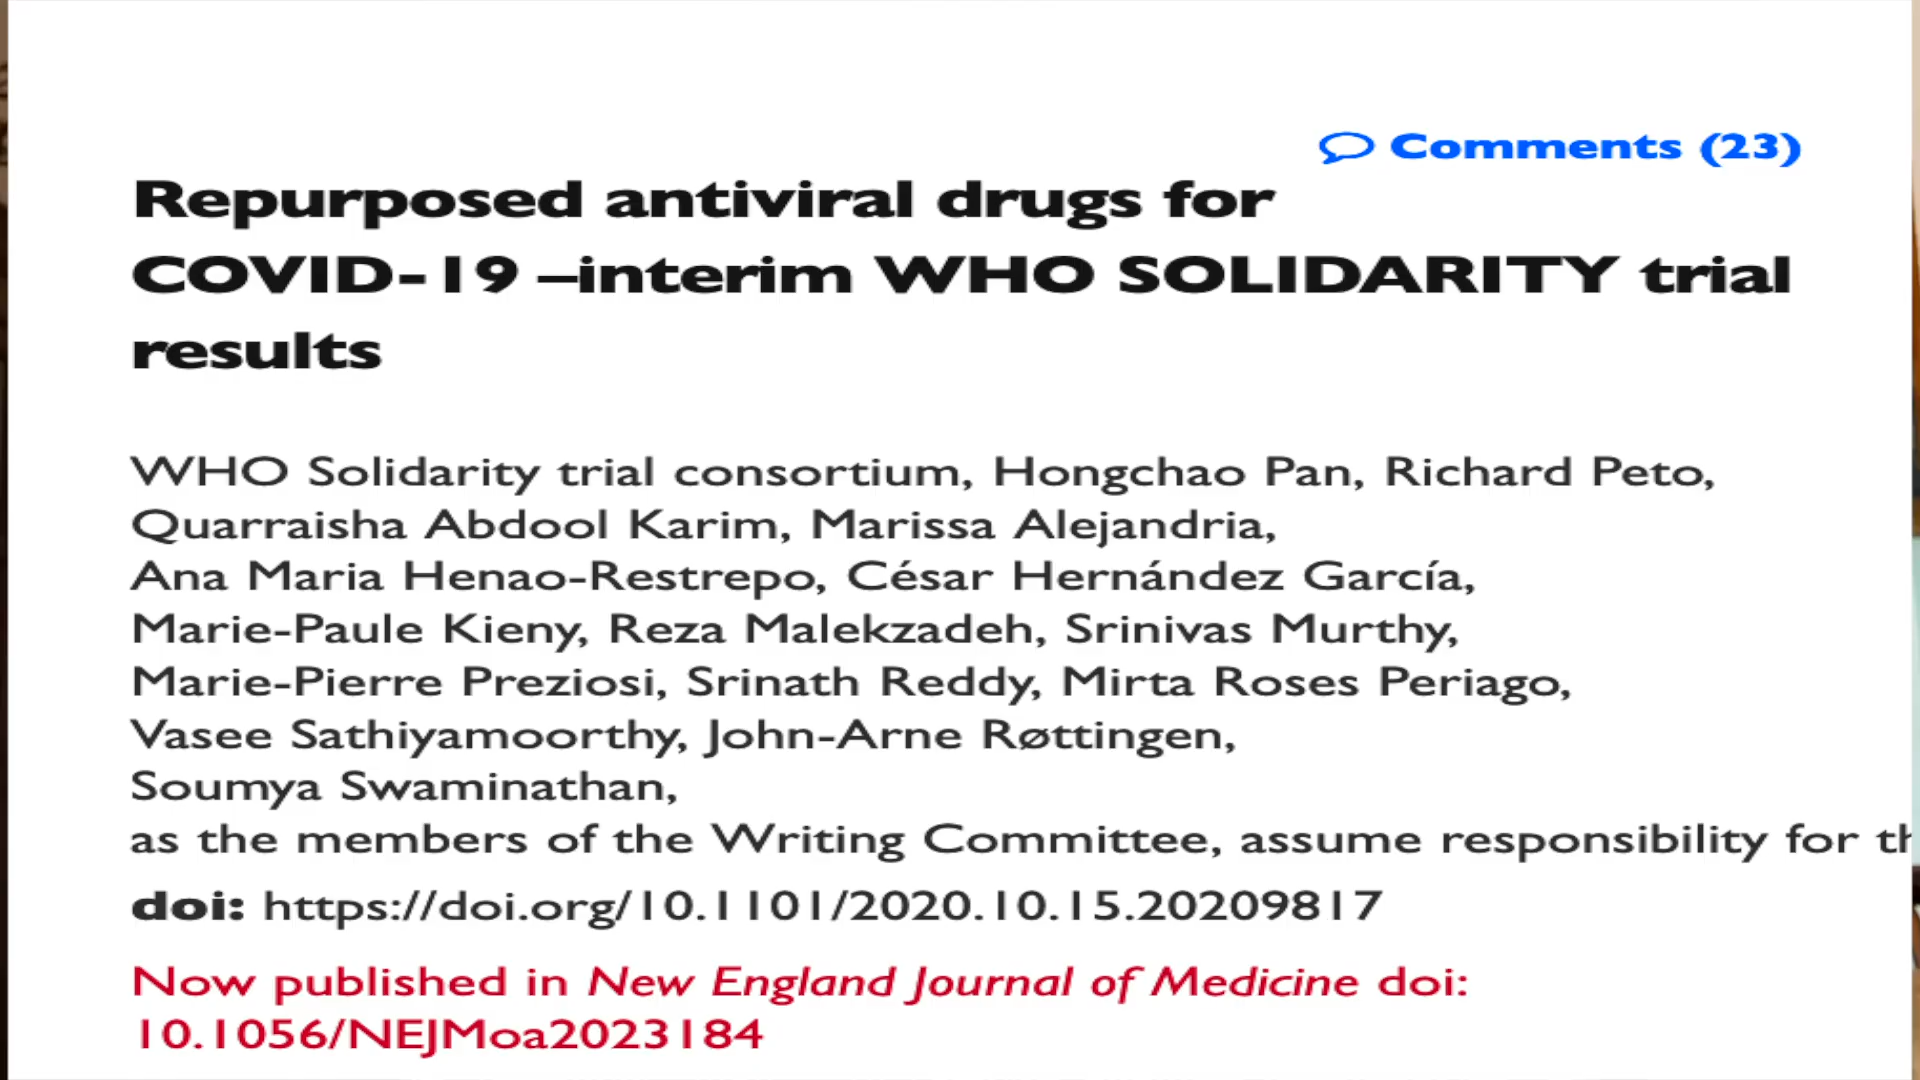 Comments (23)
Repurposed antiviral drugs for
COVID-19 –interim WHO SOLIDARITY trial
results
WHO Solidarity trial consortium, Hongchao Pan, Richard Peto,
Quarraisha Abdool Karim, Marissa Alejandria,
Ana Maria Henao-Restrepo, César Hernández García,
Marie-Paule Kieny, Reza Malekzadeh, Srinivas Murthy,
Marie-Pierre Preziosi, Srinath Reddy, Mirta Roses Periago,
Vasee Sathiyamoorthy, John-Arne Røttingen,
Soumya Swaminathan,
as the members of the Writing Committee, assume responsibility for th
doi: https://doi.org/10.1101/2020.10.15.20209817
Now published in New England Journal of Medicine doi:
10.1056/NEJMoa2023184